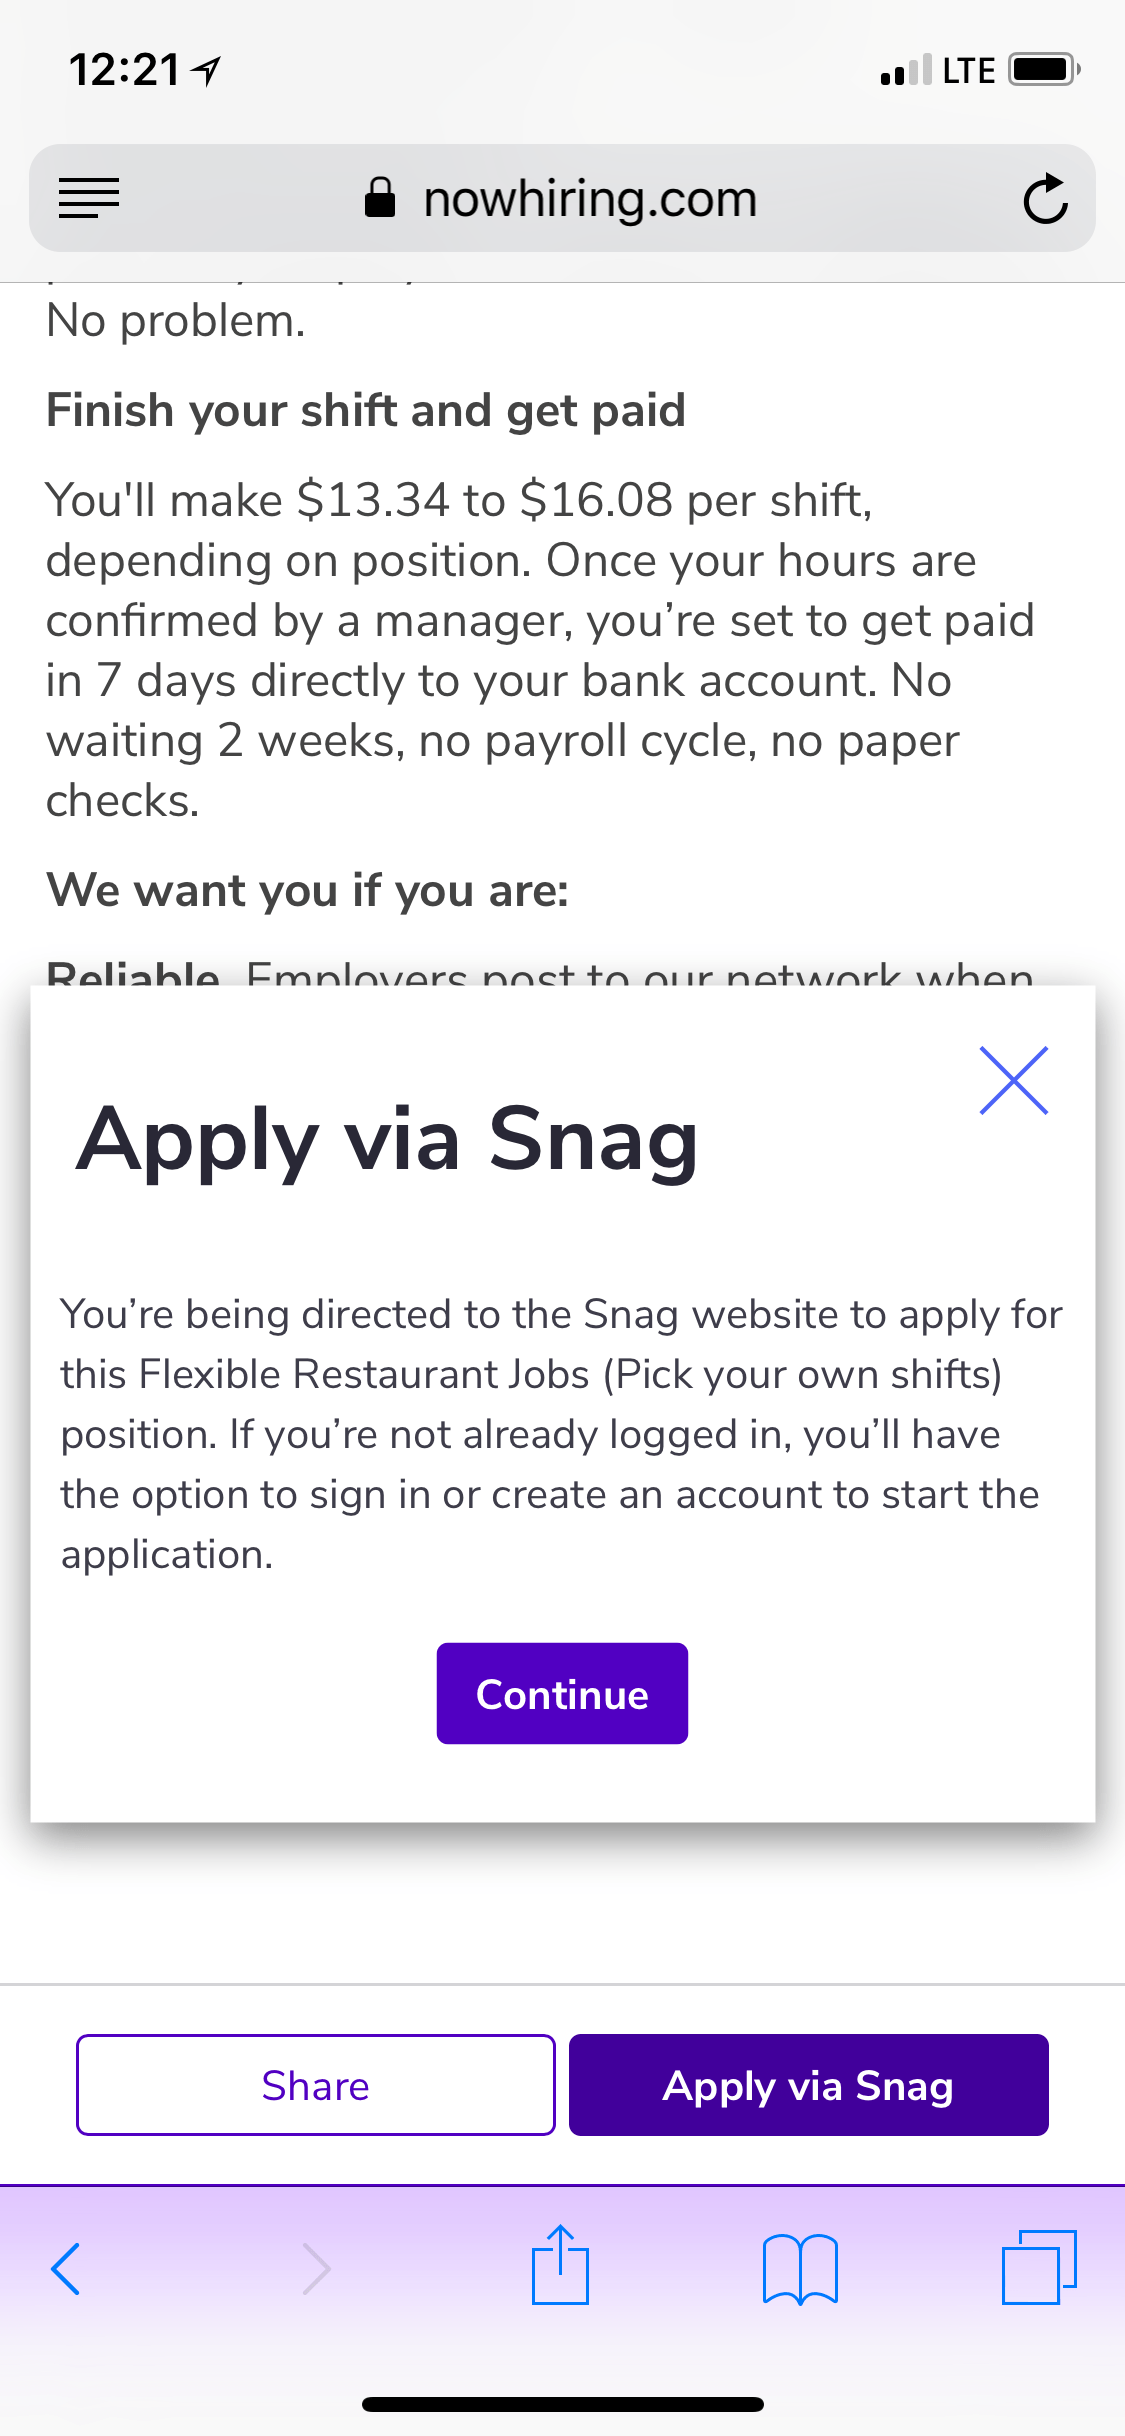 12:21
LTE
nowhiring.com
No problem.
Finish your shift and get paid
You'll make $13.34 to $16.08 per shift,
depending on position. Once your hours are
confirmed by a manager, you’re set to get paid
in 7 days directly to your bank account. No
waiting 2 weeks, no payroll cycle, no paper
checks.
We want you if you are:
Reliable. Employers post to our network when
Apply via Snag
You’re being directed to the Snag website to apply for
this Flexible Restaurant Jobs (Pick your own shifts)
position. If you’re not already logged in, you’ll have
the option to sign in or create an account to start the
application.
Continue
Share
Apply via Snag